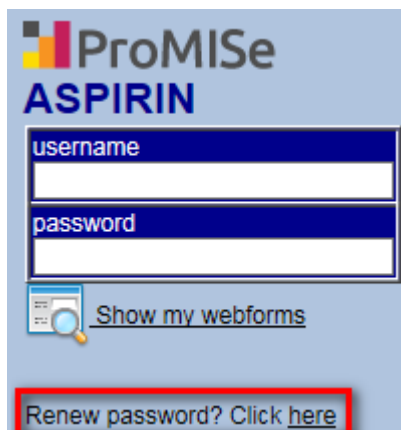 ProMISe
ASPIRIN
username
password
Show my webforms
Renew password? Click here